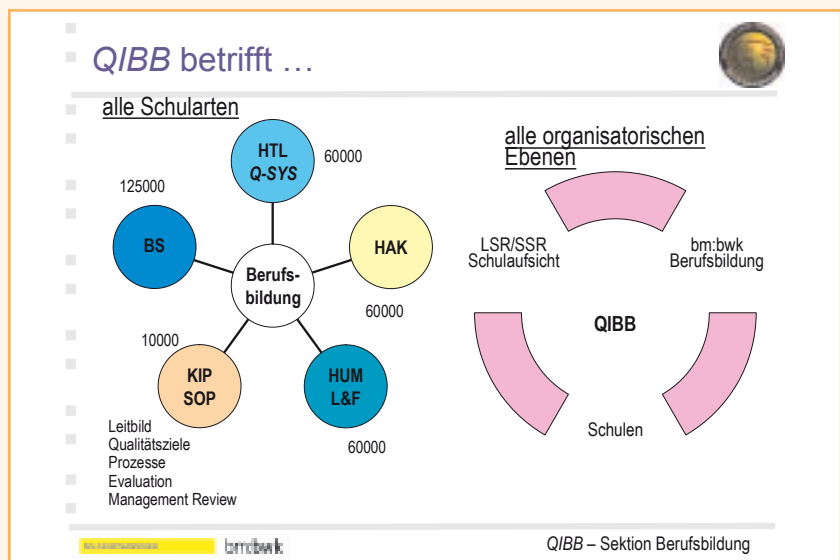 QIBB betrifft …
alle Schularten
HTL
Q-SYS
60000
125000
BS
HAK
60000
Berufs-
bildung
10000
KIP
SOP
HUM
L&F
60000
Leitbild
Qualitätsziele
Prozesse
Evaluation
Management Review
alle organisatorischen
Ebenen
LSR/SSR
Schulaufsicht
bm:bwk
Berufsbildung
QIBB
Schulen
bm:bwk
QIBB – Sektion Berufsbildung